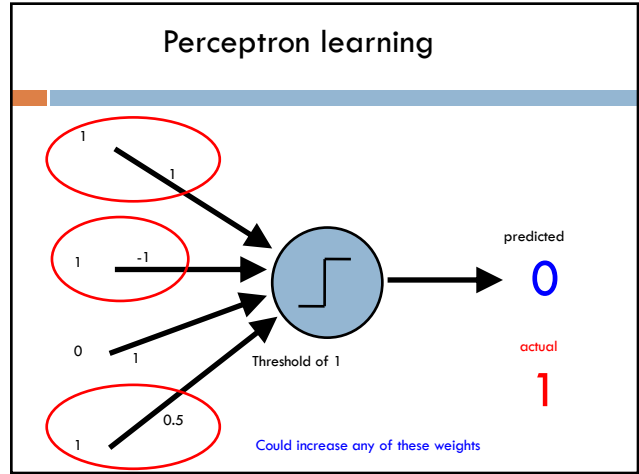 Perceptron learning
1
1
1
-1
0
1
Threshold of 1
1
0.5
predicted
0
actual
1
Could increase any of these weights